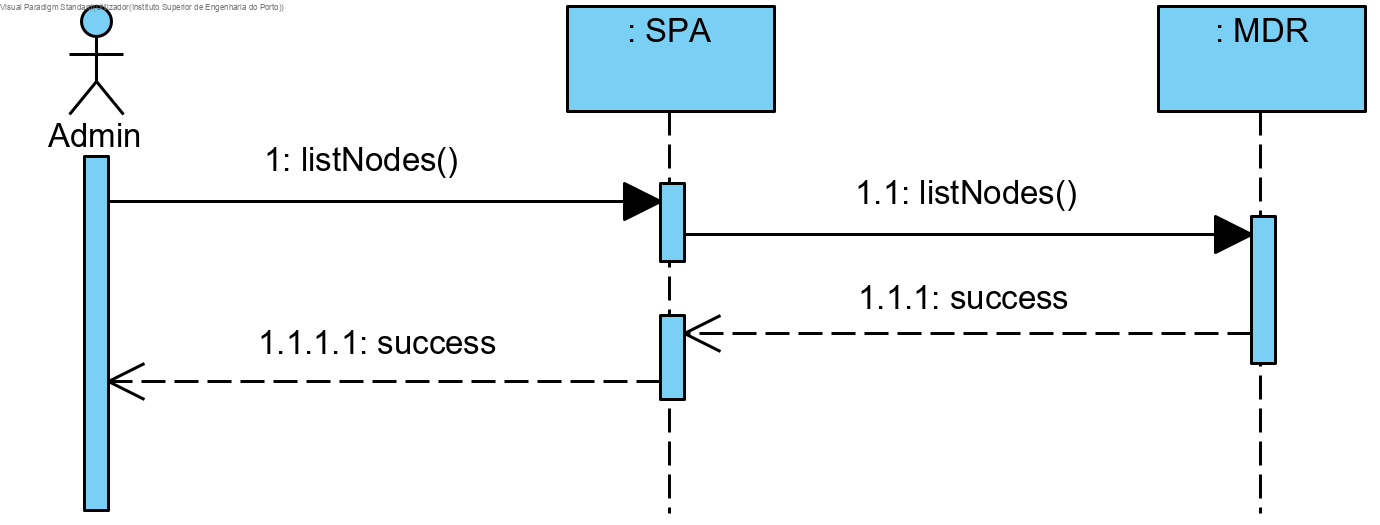 Visual Paradigm Standard(Utilizador(Instituto Superior de Engenharia do Porto))
: SPA
: MDR
Admin
1: listNodes()
1.1: listNodes()
1.1.1: success
1.1.1.1: success